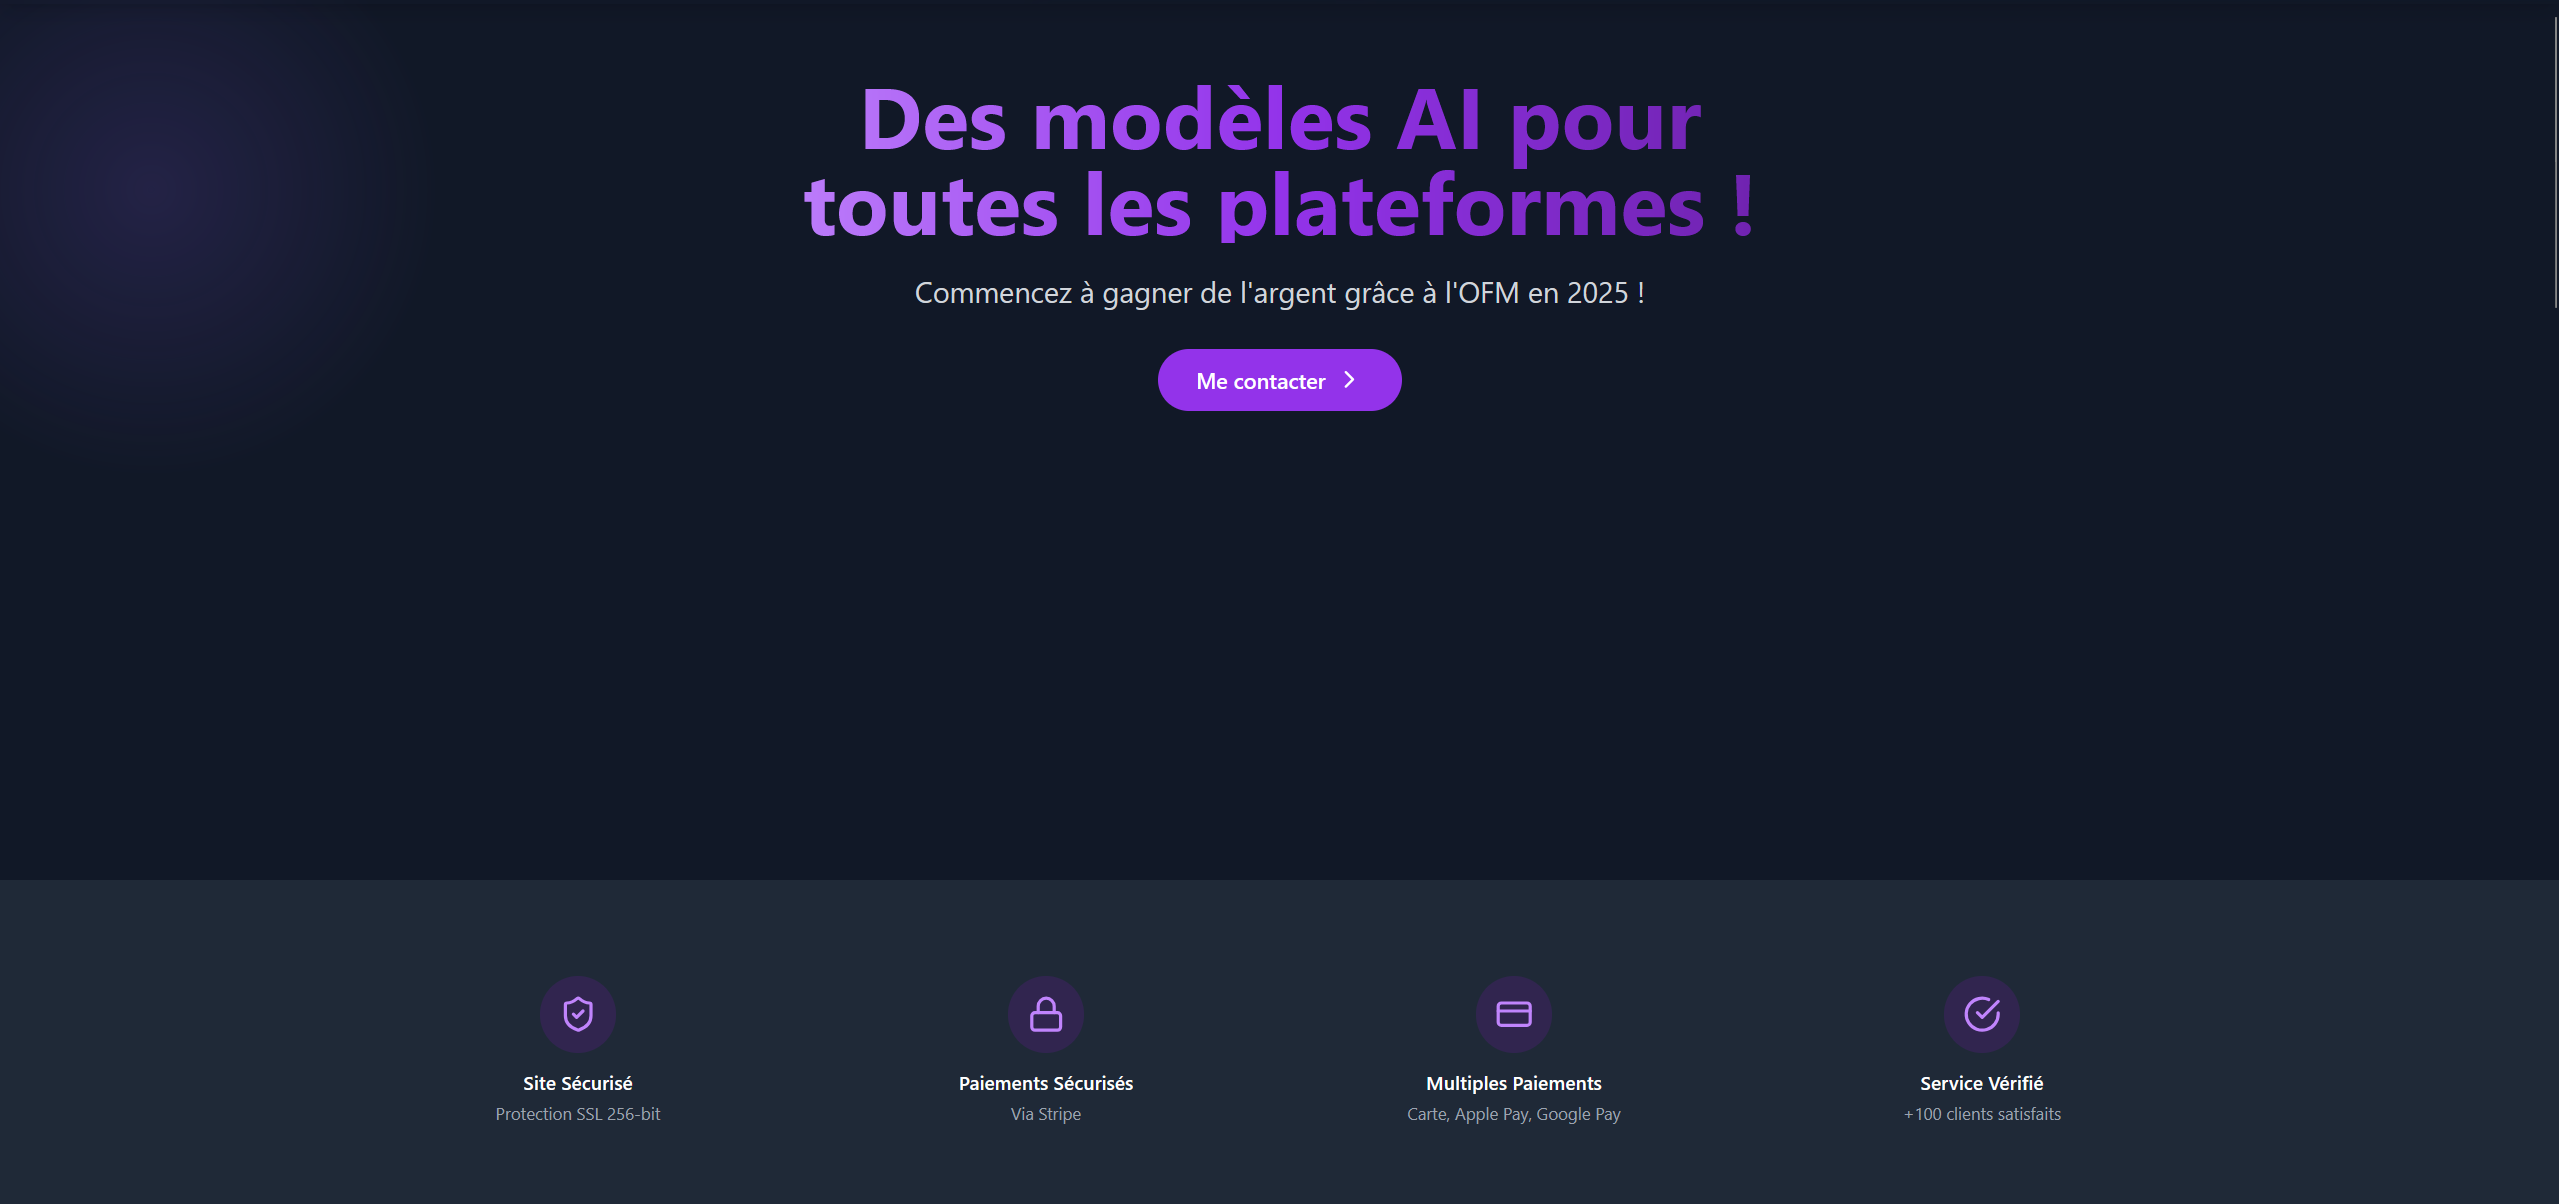 Des modèles AI pour
toutes les plateformes !
Commencez à gagner de l'argent grâce à l'OFM en 2025 !
Me contacter
Site Sécurisé
Protection SSL 256-bit
Paiements Sécurisés
Via Stripe
Multiples Paiements
Carte, Apple Pay, Google Pay
Service Vérifié
+100 clients satisfaits